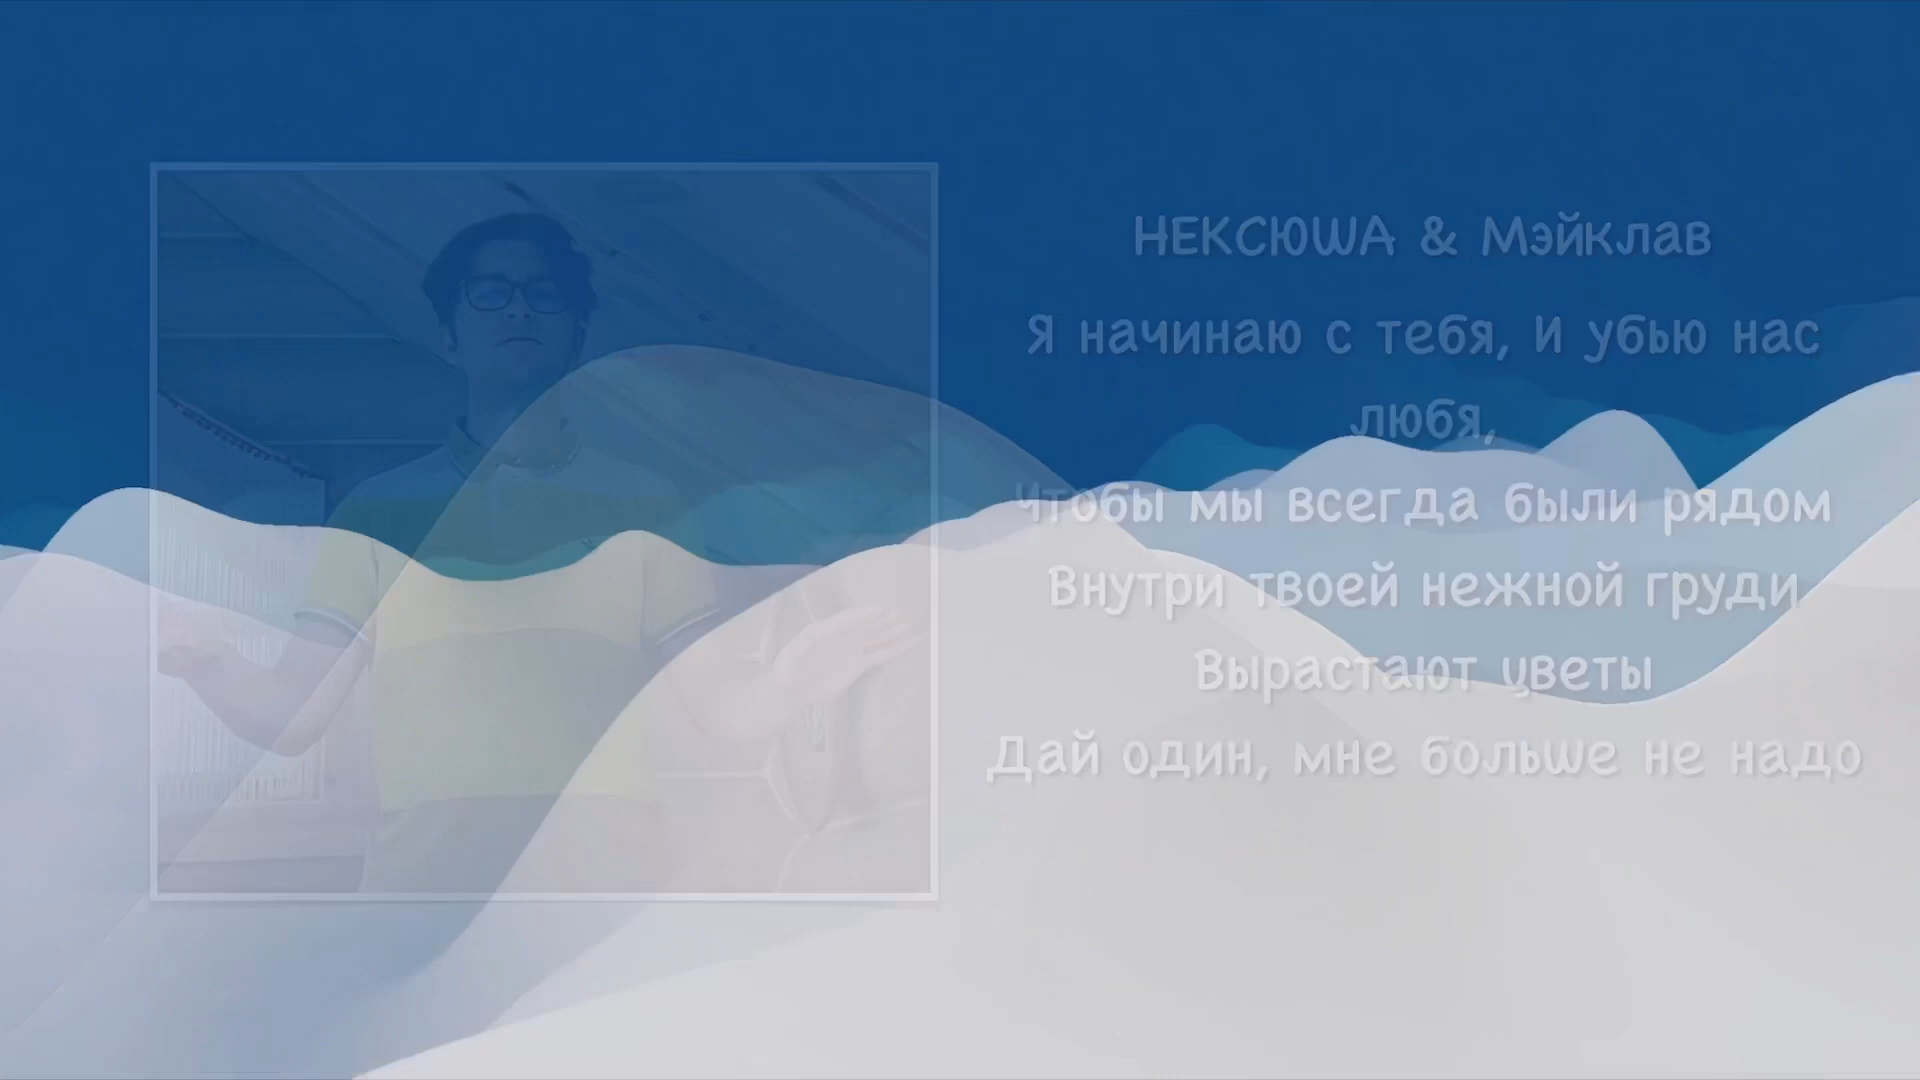 НЕКСЮША & Мэйклав
Я начинаю с тебя, И убью нас
любя,
Чтобы мы всегда были рядом
Внутри твоей нежной груди
Вырастают цветы
Дай один, мне больше не надо